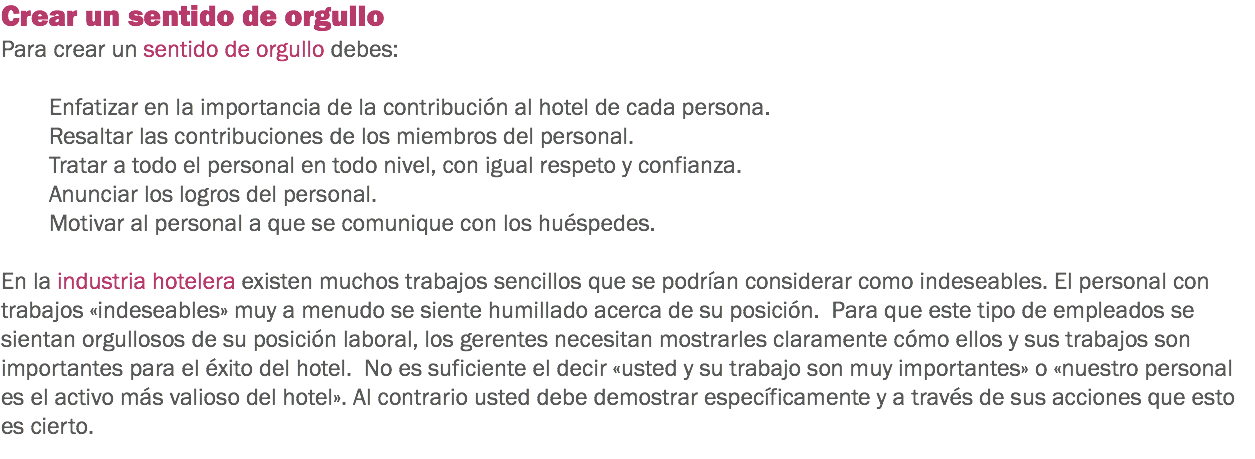 Crear un sentido de orgullo
Para crear un sentido de orgullo debes:
Enfatizar en la importancia de la contribución al hotel de cada persona.
Resaltar las contribuciones de los miembros del personal.
Tratar a todo el personal en todo nivel, con igual respeto y confianza.
Anunciar los logros del personal.
Motivar al personal a que se comunique con los huéspedes.
En la industria hotelera existen muchos trabajos sencillos que se podrían considerar como indeseables. El personal con
trabajos «indeseables» muy a menudo se siente humillado acerca de su posición.  Para que este tipo de empleados se
sientan orgullosos de su posición laboral, los gerentes necesitan mostrarles claramente cómo ellos y sus trabajos son
importantes para el éxito del hotel.  No es suficiente el decir «usted y su trabajo son muy importantes» o «nuestro personal
es el activo más valioso del hotel». Al contrario usted debe demostrar específicamente y a través de sus acciones que esto
es cierto.